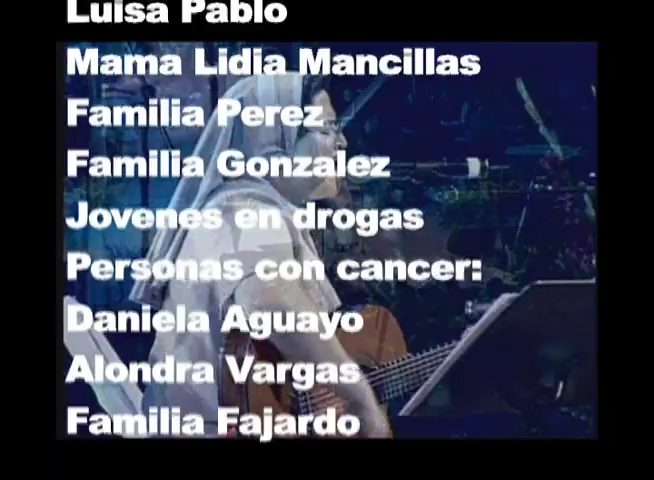 Luisa Pablo
Mama Lidia Mancillas
Familia Perez
Familia Gonzalez
Jovenes en drogas
Personas con cancer:
Daniela Aguayo
Alondra Vargas
Familia Fajardo